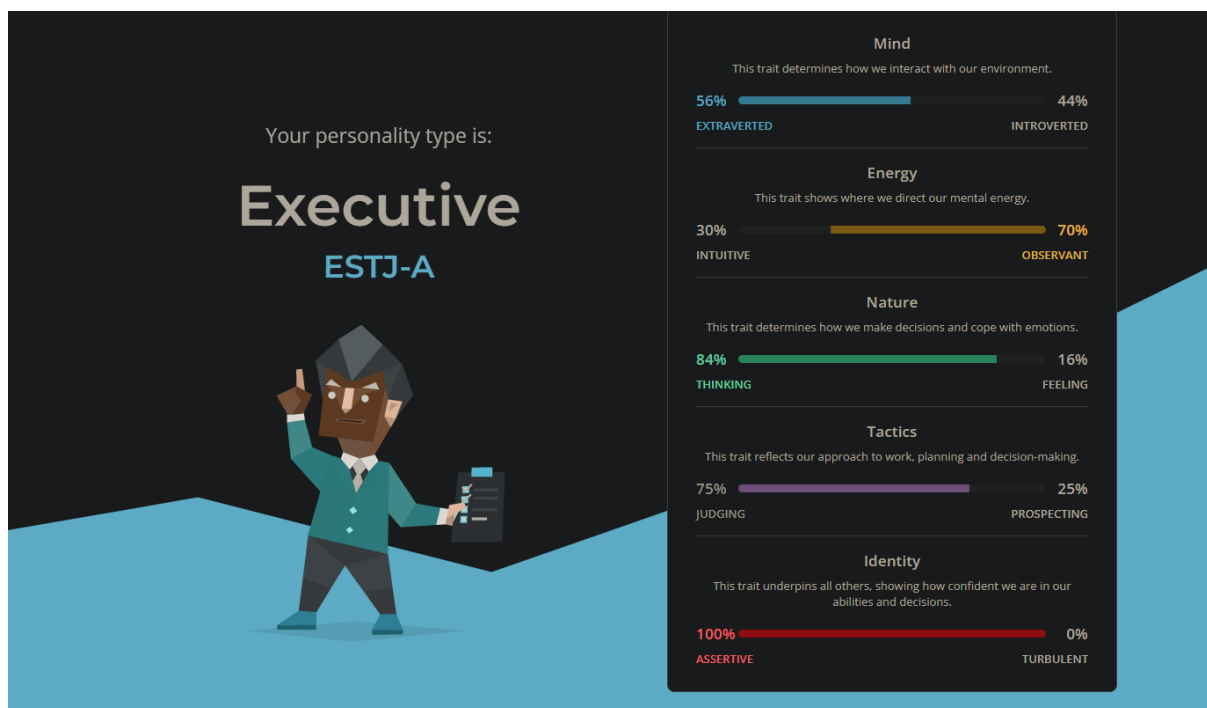 Your personality type is:
Executive
ESTJ-A
Mind
This trait determines how we interact with our environment.
56% 44%
EXTRAVERTED INTROVERTED
Energy
This trait shows where we direct our mental energy.
30% 70%
INTUITIVE OBSERVANT
Nature
This trait determines how we make decisions and cope with emotions.
84% 16%
THINKING FEELING
Tactics
This trait reflects our approach to work, planning and decision-making.
75% 25%
JUDGING PROSPECTING
Identity
This trait underpins all others, showing how confident we are in our
abilities and decisions.
100% 0%
ASSERTIVE TURBULENT